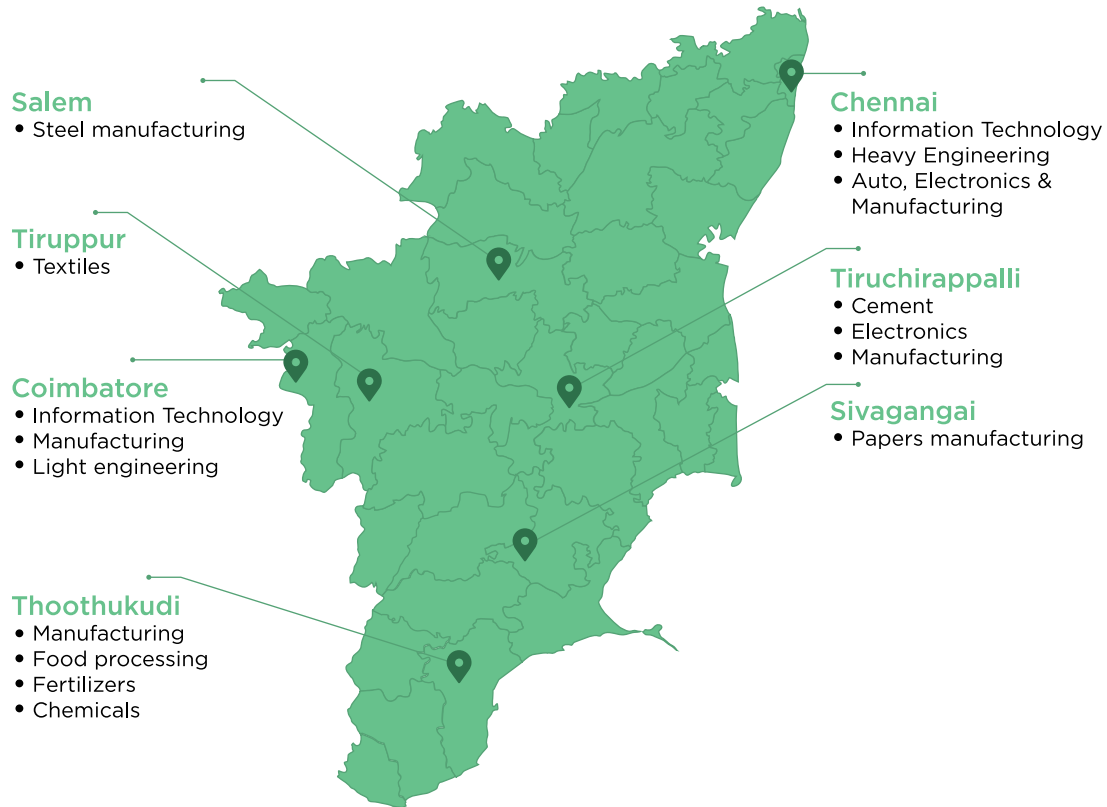 Salem
• Steel manufacturing
Tiruppur
• Textiles
Coimbatore
• Information Technology
• Manufacturing
• Light engineering
Thoothukudi
• Manufacturing
• Food processing
• Fertilizers
• Chemicals
Chennai
• Information Technology
• Heavy Engineering
• Auto, Electronics &
Manufacturing
Tiruchirappalli
• Cement
• Electronics
• Manufacturing
Sivagangai
• Papers manufacturing